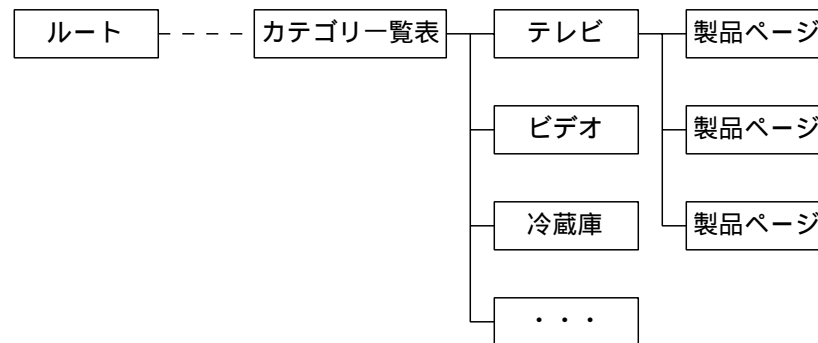 ルート
カテゴリ一覧表
テレビ
製品ページ
ビデオ
製品ページ
冷蔵庫
製品ページ
・・・